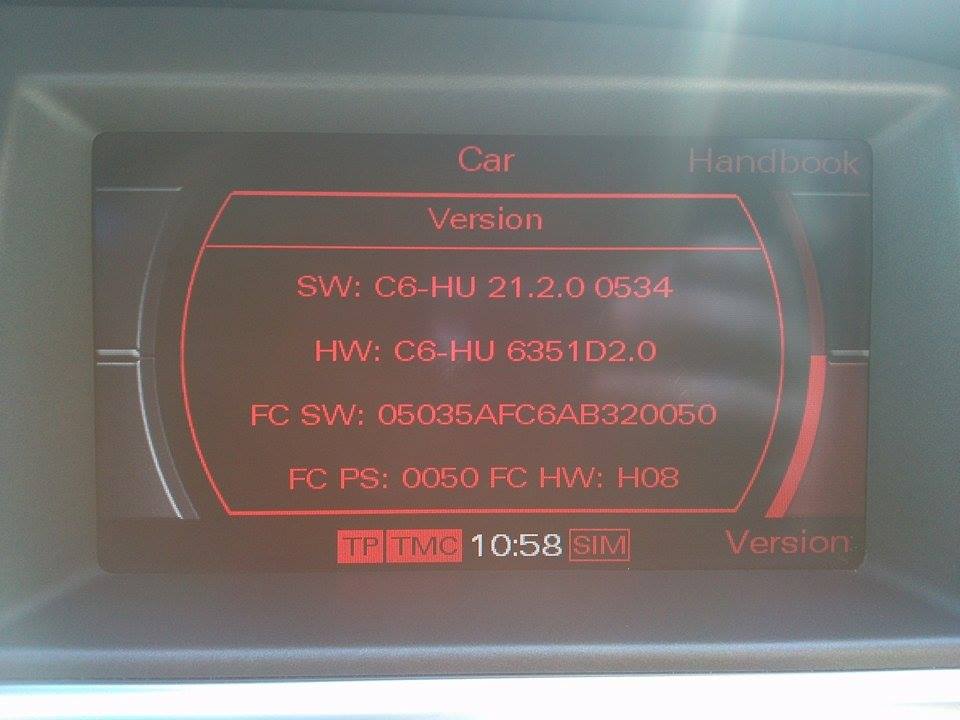 Car Handbook
Version
SW: C6-HU 21.2.0 0534
HW: C6-HU 6351D2.0
FC SW: 05035AFC6AB320050
FC PS: 0050 FC HW: H08
TP TMC 10:58 SIM Version